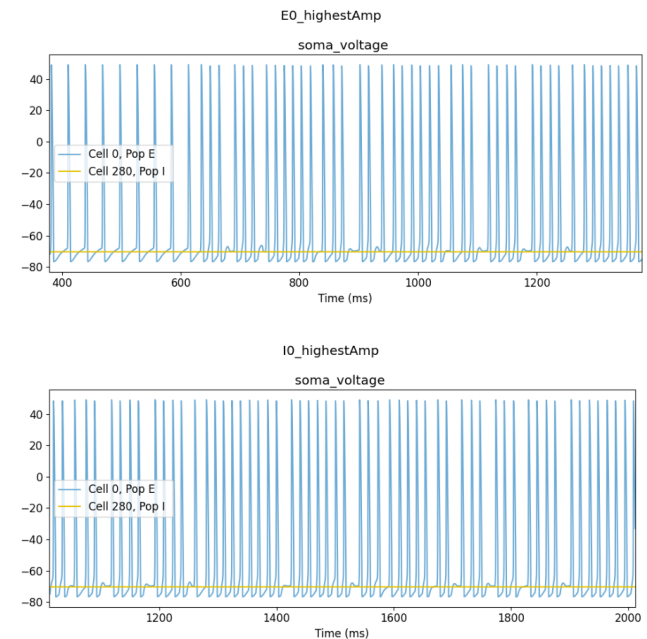 E0_highestAmp
soma_voltage
40
20
0
−20
−40
−60
−80
Cell 0, Pop E
Cell 280, Pop I
400 600 800 1000 1200
Time (ms)
I0_highestAmp
soma_voltage
40
20
0
−20
−40
−60
−80
Cell 0, Pop E
Cell 280, Pop I
1200 1400 1600 1800 2000
Time (ms)